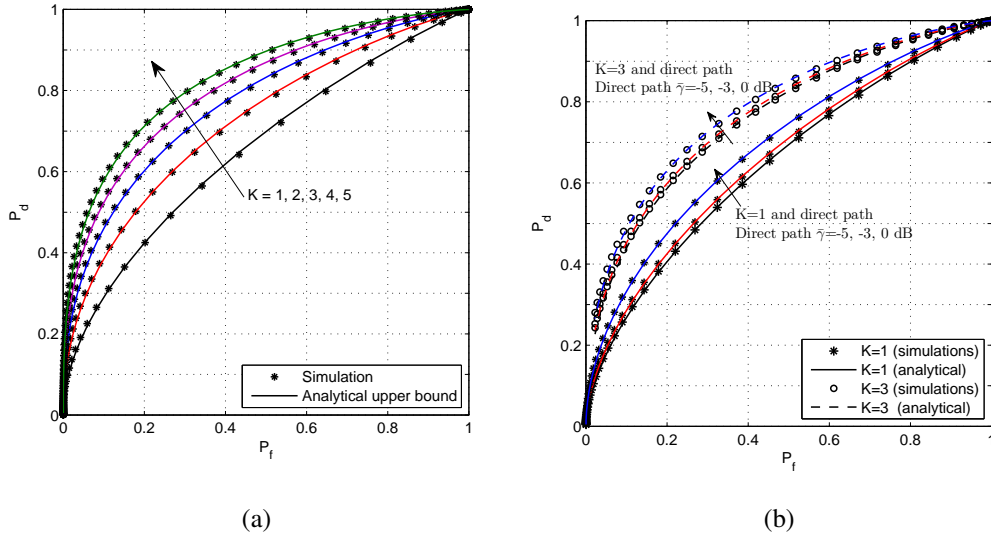 1
0.8
0.6
0.4
0.2
0
0 0.2 0.4 0.6 0.8 1
P_d
P_f
K = 1, 2, 3, 4, 5
Simulation
Analytical upper bound
(a)
1
0.8
0.6
0.4
0.2
0
0 0.2 0.4 0.6 0.8 1
P_d
P_f
K=3 and direct path
Direct path γ̄=-5, -3, 0 dB
K=1 and direct path
Direct path γ̄=-5, -3, 0 dB
K=1 (simulations)
K=1 (analytical)
K=3 (simulations)
K=3 (analytical)
(b)